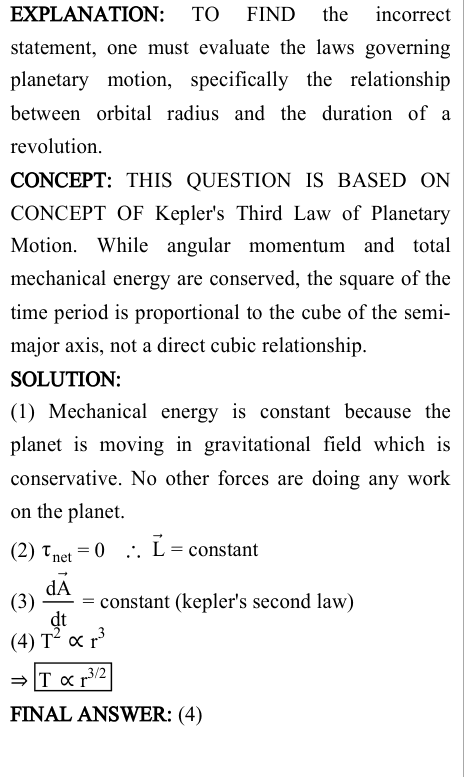 EXPLANATION: TO FIND the incorrect
statement, one must evaluate the laws governing
planetary motion, specifically the relationship
between orbital radius and the duration of a
revolution.
CONCEPT: THIS QUESTION IS BASED ON
CONCEPT OF Kepler's Third Law of Planetary
Motion. While angular momentum and total
mechanical energy are conserved, the square of the
time period is proportional to the cube of the semi-
major axis, not a direct cubic relationship.
SOLUTION:
(1) Mechanical energy is constant because the
planet is moving in gravitational field which is
conservative. No other forces are doing any work
on the planet.
(2) τ_net = 0 ∴ L⃗ = constant
(3) dA⃗/dt = constant (kepler's second law)
(4) T² ∝ r³
⇒ T ∝ r^{3/2}
FINAL ANSWER: (4)